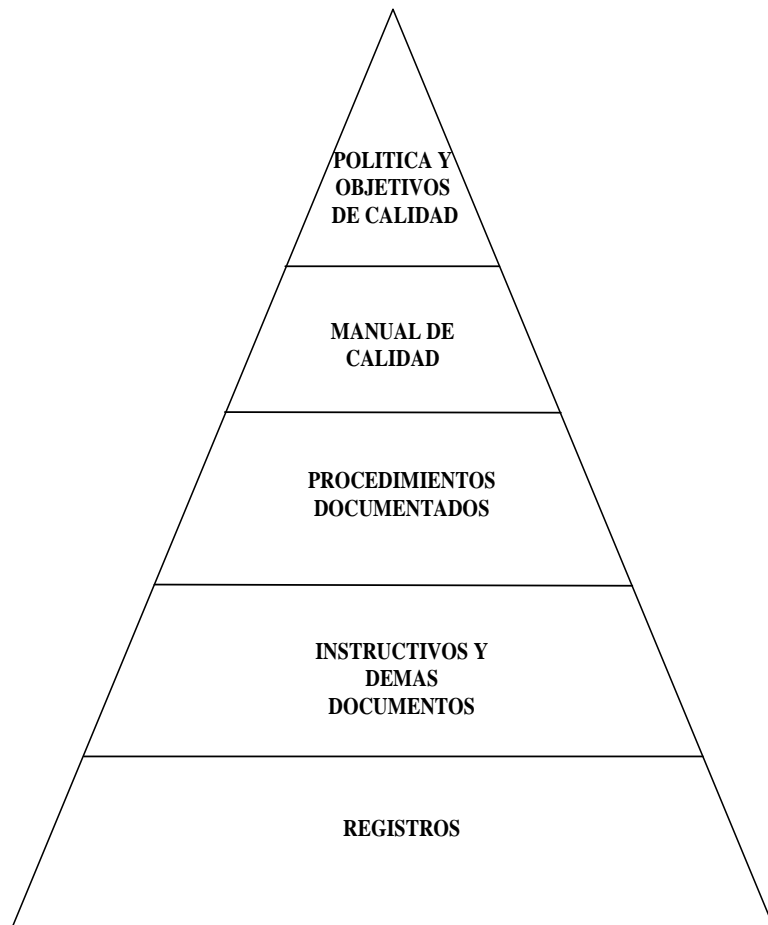 POLITICA Y
OBJETIVOS
DE CALIDAD
MANUAL DE
CALIDAD
PROCEDIMIENTOS
DOCUMENTADOS
INSTRUCTIVOS Y
DEMAS
DOCUMENTOS
REGISTROS